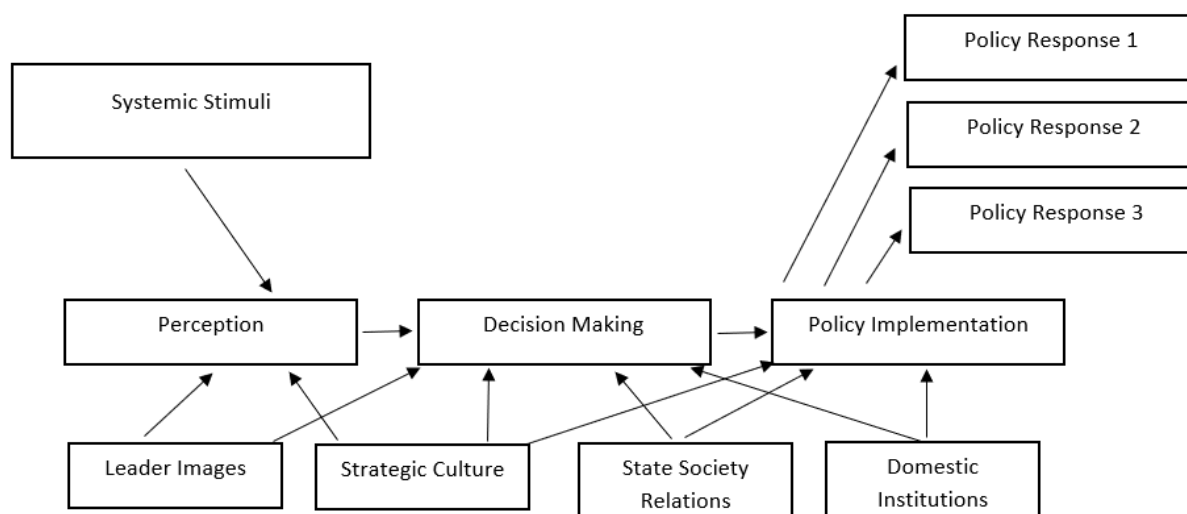 Policy Response 1
Systemic Stimuli
Policy Response 2
Policy Response 3
Perception
Decision Making
Policy Implementation
Leader Images
Strategic Culture
State Society
Relations
Domestic
Institutions